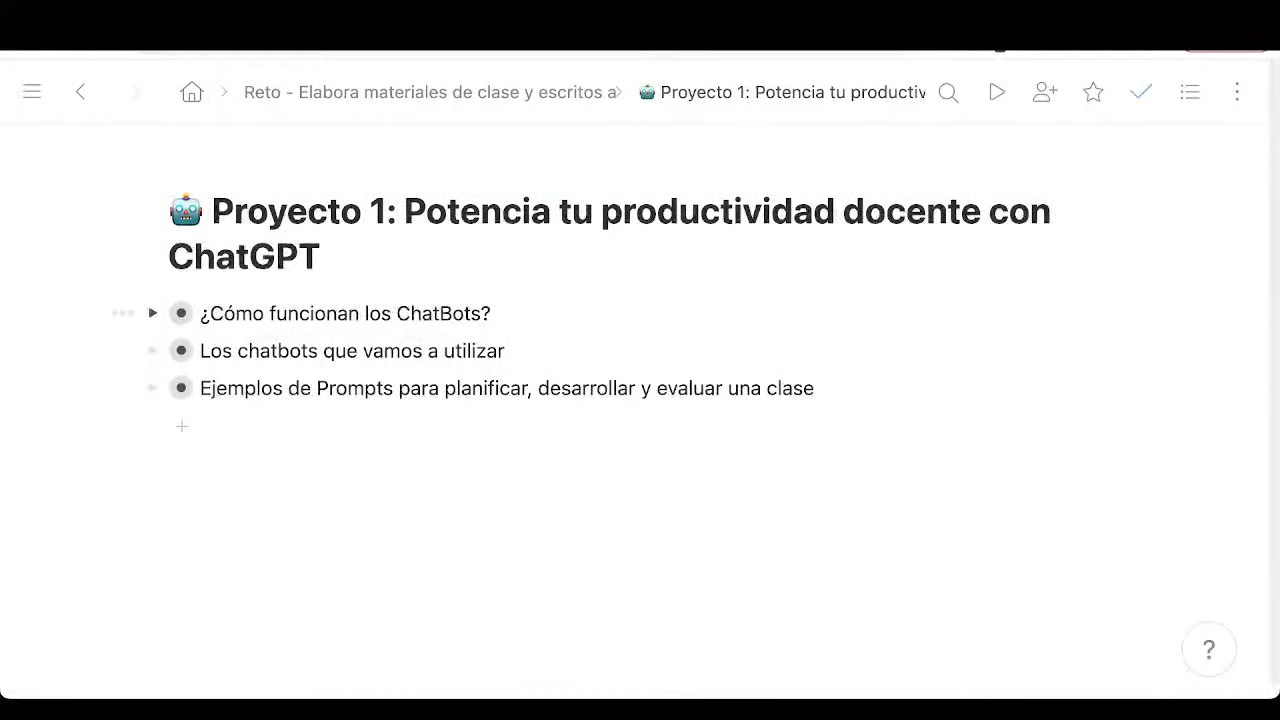 Reto - Elabora materiales de clase y escritos a
🤖 Proyecto 1: Potencia tu productiv
🤖 Proyecto 1: Potencia tu productividad docente con
ChatGPT
¿Cómo funcionan los ChatBots?
Los chatbots que vamos a utilizar
Ejemplos de Prompts para planificar, desarrollar y evaluar una clase
?